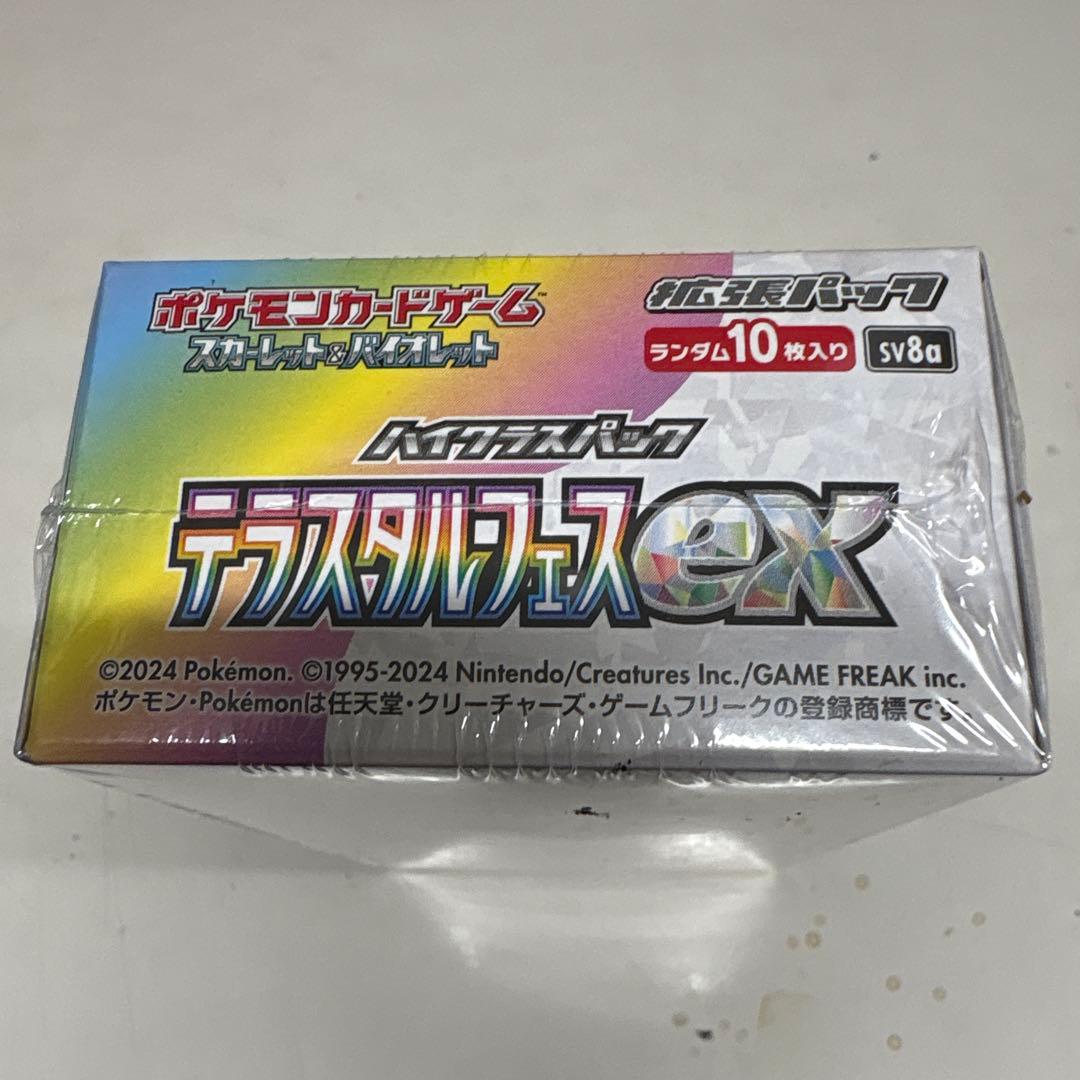 ポケモンカードゲーム™
スカーレット&バイオレット
拡張パック
ランダム10枚入り
SV8a
ハイクラスパック
テラスタルフェスex
©2024 Pokémon. ©1995-2024 Nintendo/Creatures Inc./GAME FREAK inc.
ポケモン・Pokémonは任天堂・クリーチャーズ・ゲームフリークの登録商標です。